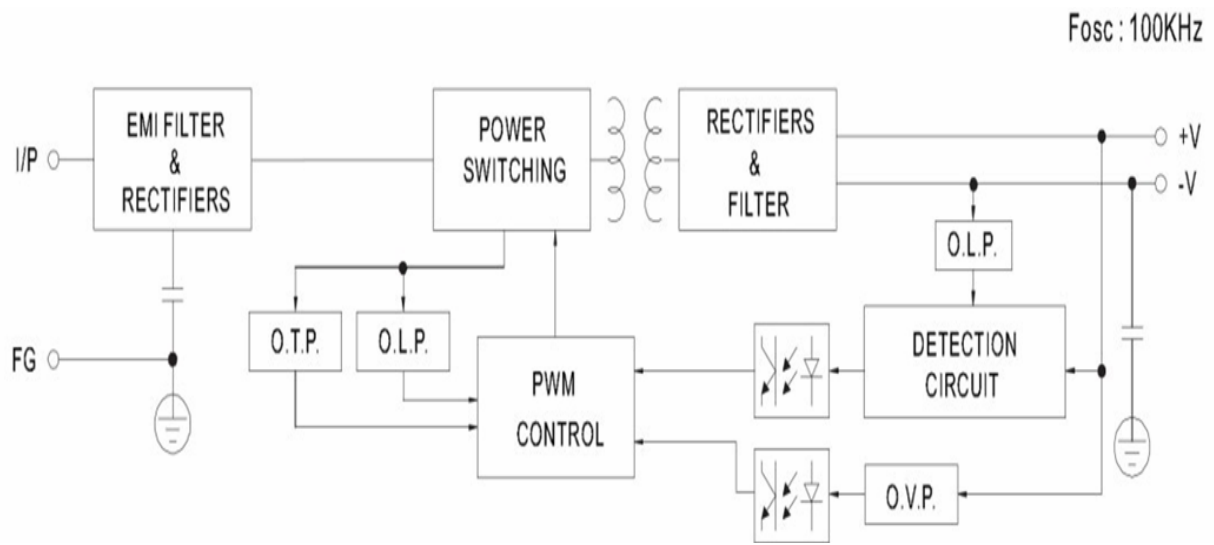 Fosc : 100KHz
EMI FILTER
&
RECTIFIERS
POWER
SWITCHING
RECTIFIERS
&
FILTER
I/P
+V
-V
O.L.P.
O.T.P.
O.L.P.
PWM
CONTROL
DETECTION
CIRCUIT
FG
O.V.P.